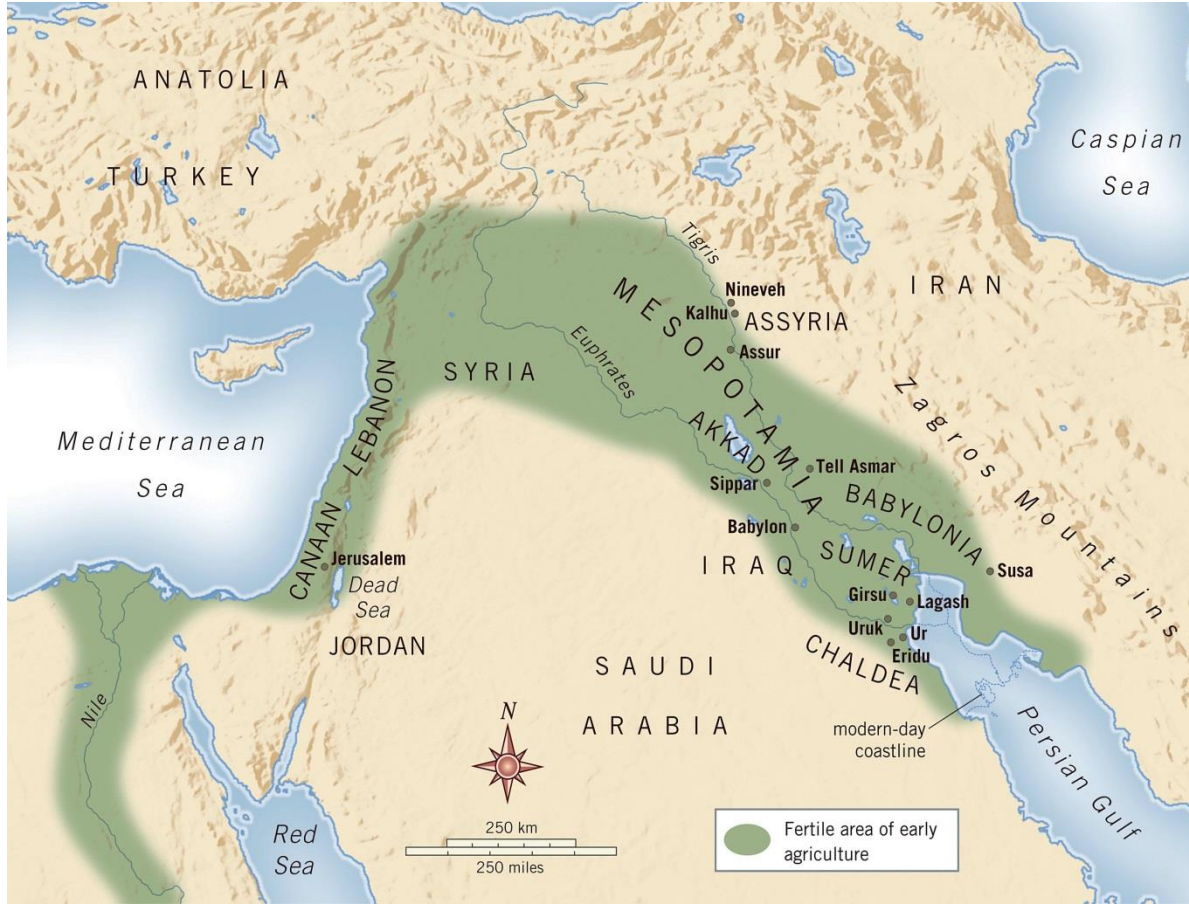 ANATOLIA
TURKEY
Caspian
Sea
Tigris
IRAN
Nineveh
Kalhu
ASSYRIA
Assur
MESOPOTAMIA
Euphrates
SYRIA
LEBANON
Zagros Mountains
Mediterranean
Sea
AKKAD
Tell Asmar
Sippar
BABYLONIA
Babylon
CANAAN
Jerusalem
Dead
Sea
IRAQ
SUMER
Susa
Girsu
Lagash
Uruk
Ur
Eridu
JORDAN
CHALDEA
SAUDI
ARABIA
Nile
N
modern-day
coastline
Persian Gulf
Red
Sea
250 km
250 miles
Fertile area of early
agriculture